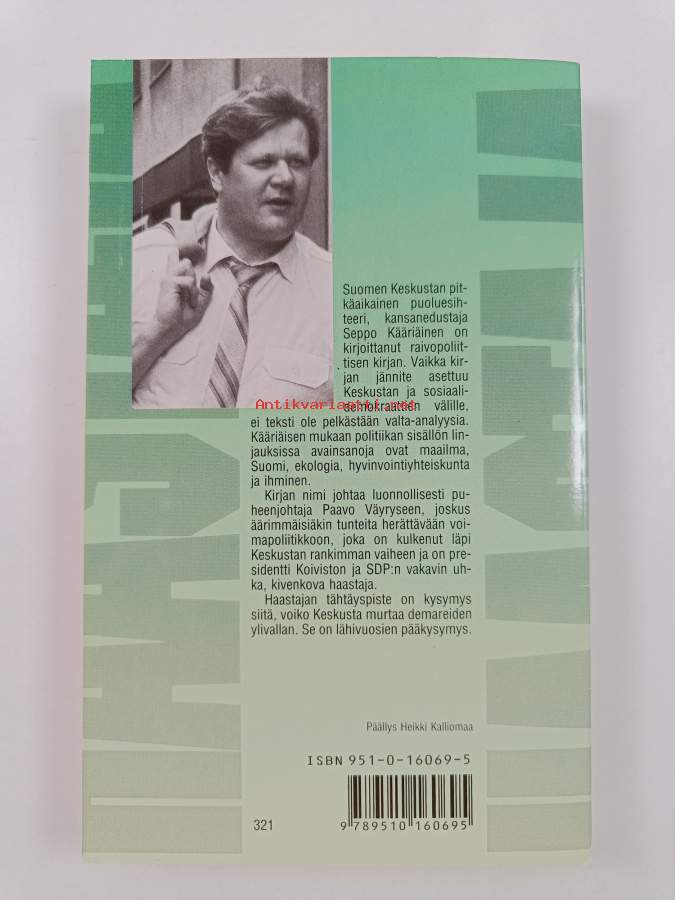 Suomen Keskustan pit-
käaikainen puoluesih-
teeri, kansanedustaja
Seppo Kääriäinen on
kirjoittanut raivopoliit-
tisen kirjan. Vaikka kir-
jan jännite asettuu
Keskustan ja sosiaali-
Antikvariaatti.net
demokraattien välille,
ei teksti ole pelkästään valta-analyysia.
Kääriäisen mukaan politiikan sisällön lin-
jauksissa avainsanoja ovat maailma,
Suomi, ekologia, hyvinvointiyhteiskunta
ja ihminen.
Kirjan nimi johtaa luonnollisesti pu-
heenjohtaja Paavo Väyryseen, joskus
äärimmäisiäkin tunteita herättävään voi-
mapoliitikkoon, joka on kulkenut läpi
Keskustan rankimman vaiheen ja on pre-
sidentti Koiviston ja SDP:n vakavin uh-
ka, kivenkova haastaja.
Haastajan tähtäyspiste on kysymys
siitä, voiko Keskusta murtaa demareiden
ylivallan. Se on lähivuosien pääkysymys.
Päällys Heikki Kalliomaa
ISBN 951-0-16069-5
321
9 789510 160695